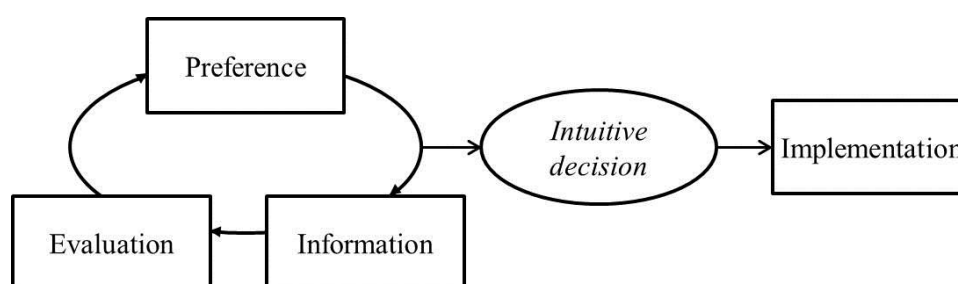 Preference
Intuitive
decision
Implementation
Evaluation
Information